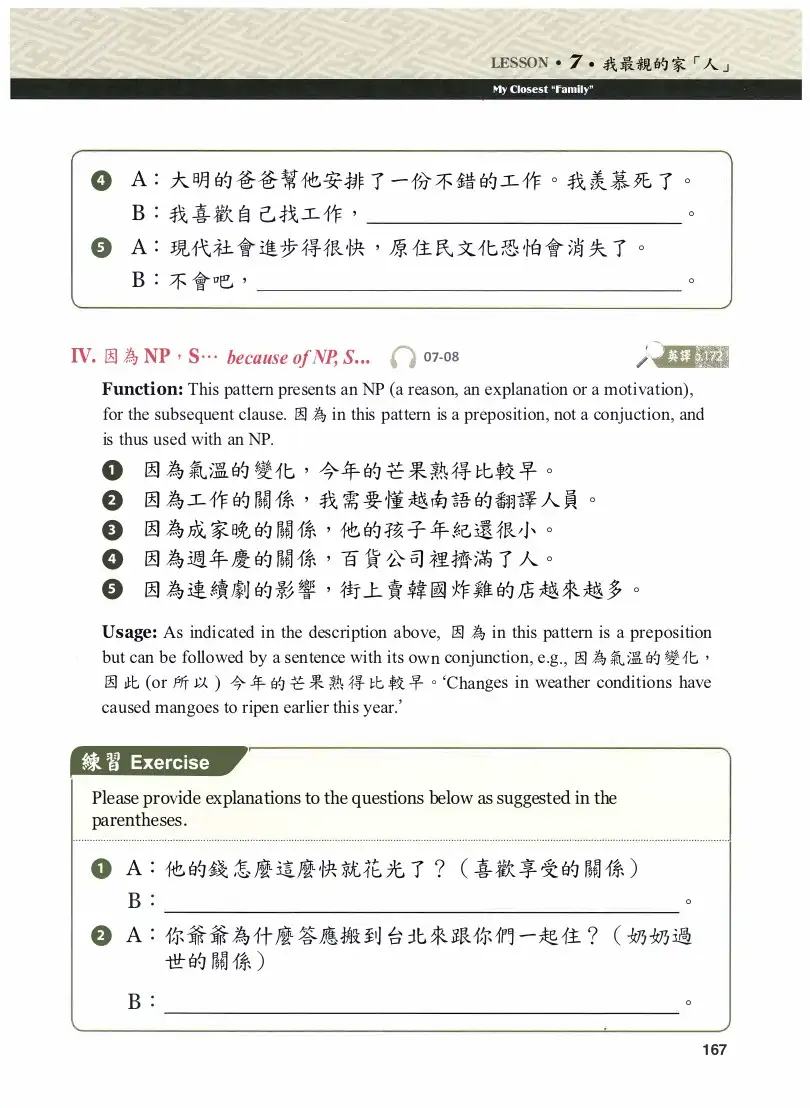 LESSON • 7 • 我最親的家「人」
My Closest "Family"
4 A：大明的爸爸幫他安排了一份不錯的工作。我羨慕死了。
B：我喜歡自己找工作，＿＿＿＿＿＿＿＿＿＿。
5 A：現代社會進步得很快，原住民文化恐怕會消失了。
B：不會吧，＿＿＿＿＿＿＿＿＿＿＿＿＿。
IV. 因為 NP，S… because of NP, S... 07-08 英譯 p.172
Function: This pattern presents an NP (a reason, an explanation or a motivation),
for the subsequent clause. 因為 in this pattern is a preposition, not a conjuction, and
is thus used with an NP.
1 因為氣溫的變化，今年的芒果熟得比較早。
2 因為工作的關係，我需要懂越南語的翻譯人員。
3 因為成家晚的關係，他的孩子年紀還很小。
4 因為週年慶的關係，百貨公司裡擠滿了人。
5 因為連續劇的影響，街上賣韓國炸雞的店越來越多。
Usage: As indicated in the description above, 因為 in this pattern is a preposition
but can be followed by a sentence with its own conjunction, e.g., 因為氣溫的變化，
因此 (or 所以) 今年的芒果熟得比較早。‘Changes in weather conditions have
caused mangoes to ripen earlier this year.’
練習 Exercise
Please provide explanations to the questions below as suggested in the
parentheses.
1 A：他的錢怎麼這麼快就花光了？（喜歡享受的關係）
B：＿＿＿＿＿＿＿＿＿＿＿＿＿＿＿＿。
2 A：你爺爺為什麼答應搬到台北來跟你們一起住？（奶奶過
世的關係）
B：＿＿＿＿＿＿＿＿＿＿＿＿＿＿＿＿。
167